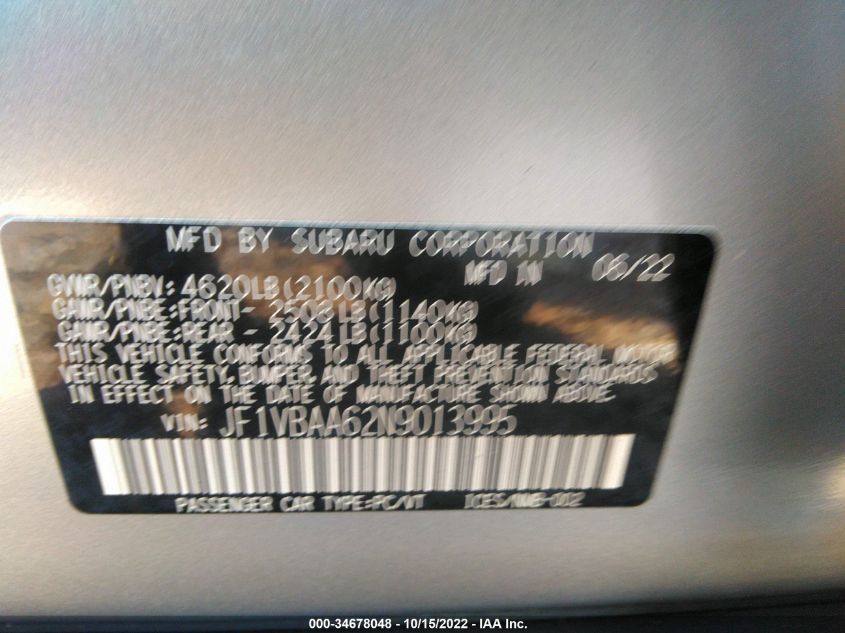 MFD BY SUBARU CORPORATION
MFD IN 06/22
GVWR/PNBV: 4620LB(2100KG)
GAWR/PNBE:FRONT- 2508LB(1140KG)
GAWR/PNBE:REAR - 2424LB(1100KG)
THIS VEHICLE CONFORMS TO ALL APPLICABLE FEDERAL MOTOR
VEHICLE SAFETY, BUMPER, AND THEFT PREVENTION STANDARDS
IN EFFECT ON THE DATE OF MANUFACTURE SHOWN ABOVE.
VIN: JF1VBAA62N9013995
PASSENGER CAR TYPE:PC/VT ICES/NMB-002
000-34678048 - 10/15/2022 - IAA Inc.